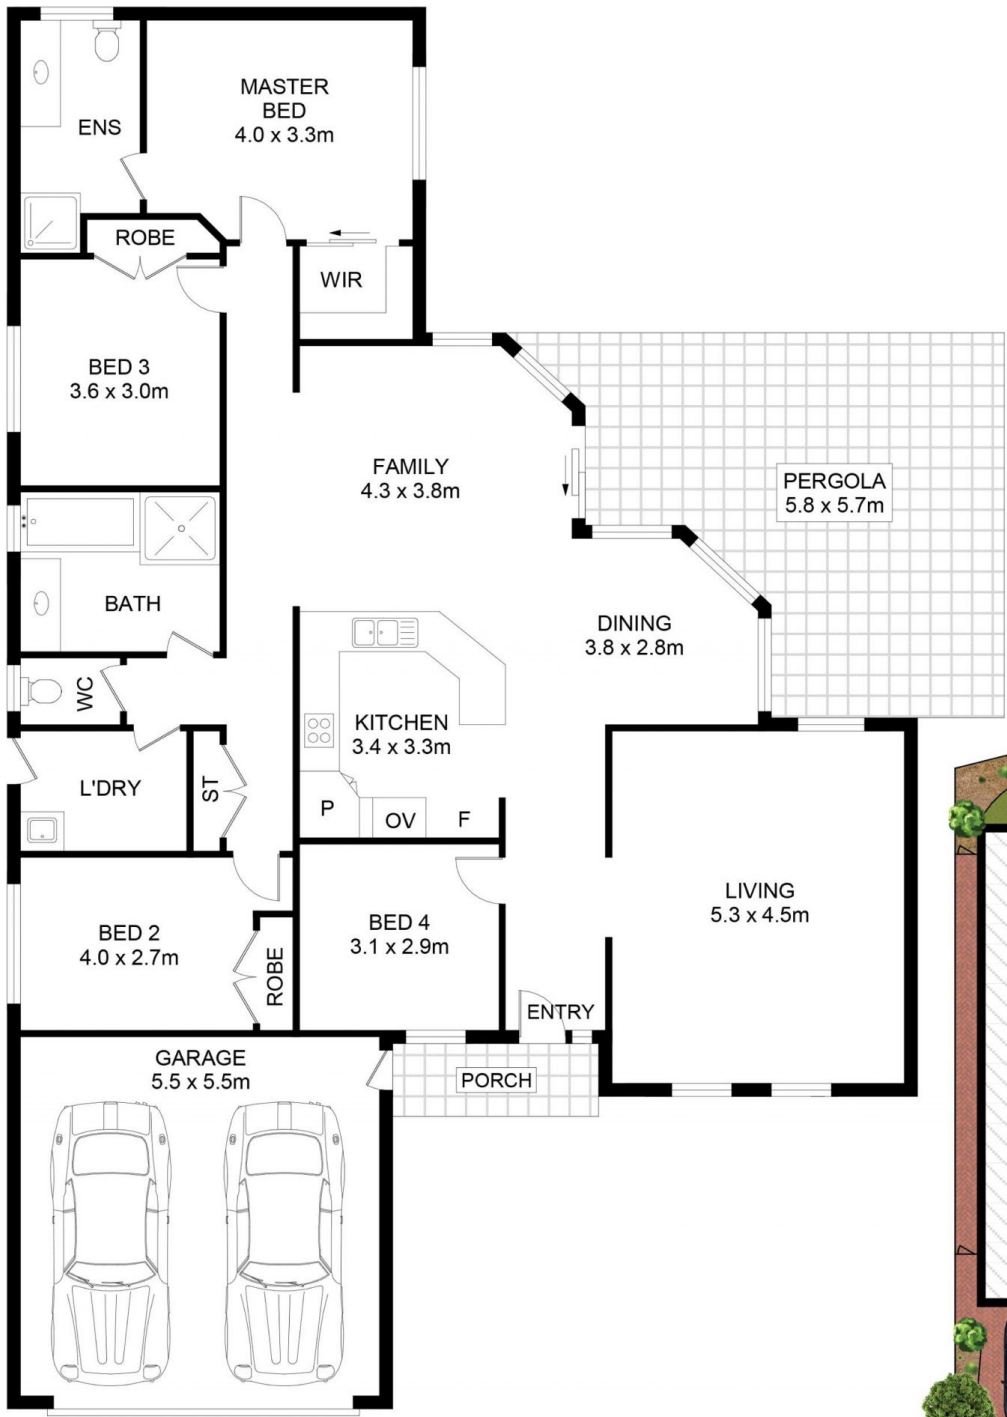 MASTER
BED
4.0 x 3.3m
ENS
ROBE
WIR
BED 3
3.6 x 3.0m
FAMILY
4.3 x 3.8m
PERGOLA
5.8 x 5.7m
BATH
DINING
3.8 x 2.8m
WC
KITCHEN
3.4 x 3.3m
L'DRY
ST
P
OV
F
BED 2
4.0 x 2.7m
ROBE
BED 4
3.1 x 2.9m
LIVING
5.3 x 4.5m
ENTRY
GARAGE
5.5 x 5.5m
PORCH